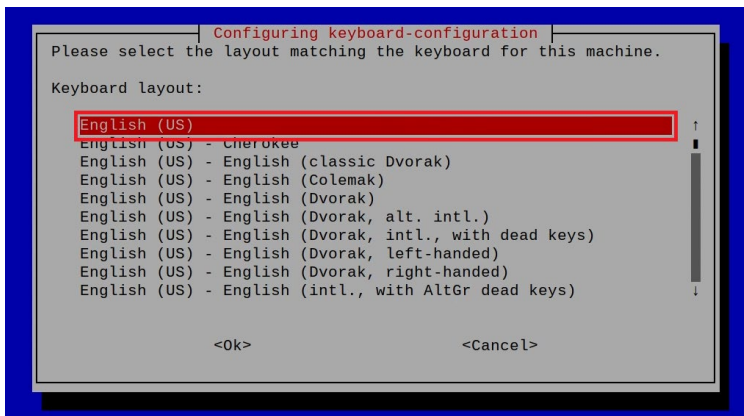 Configuring keyboard-configuration
Please select the layout matching the keyboard for this machine.
Keyboard layout:
English (US)
English (US) - Cherokee
English (US) - English (classic Dvorak)
English (US) - English (Colemak)
English (US) - English (Dvorak)
English (US) - English (Dvorak, alt. intl.)
English (US) - English (Dvorak, intl., with dead keys)
English (US) - English (Dvorak, left-handed)
English (US) - English (Dvorak, right-handed)
English (US) - English (intl., with AltGr dead keys)
<Ok> <Cancel>